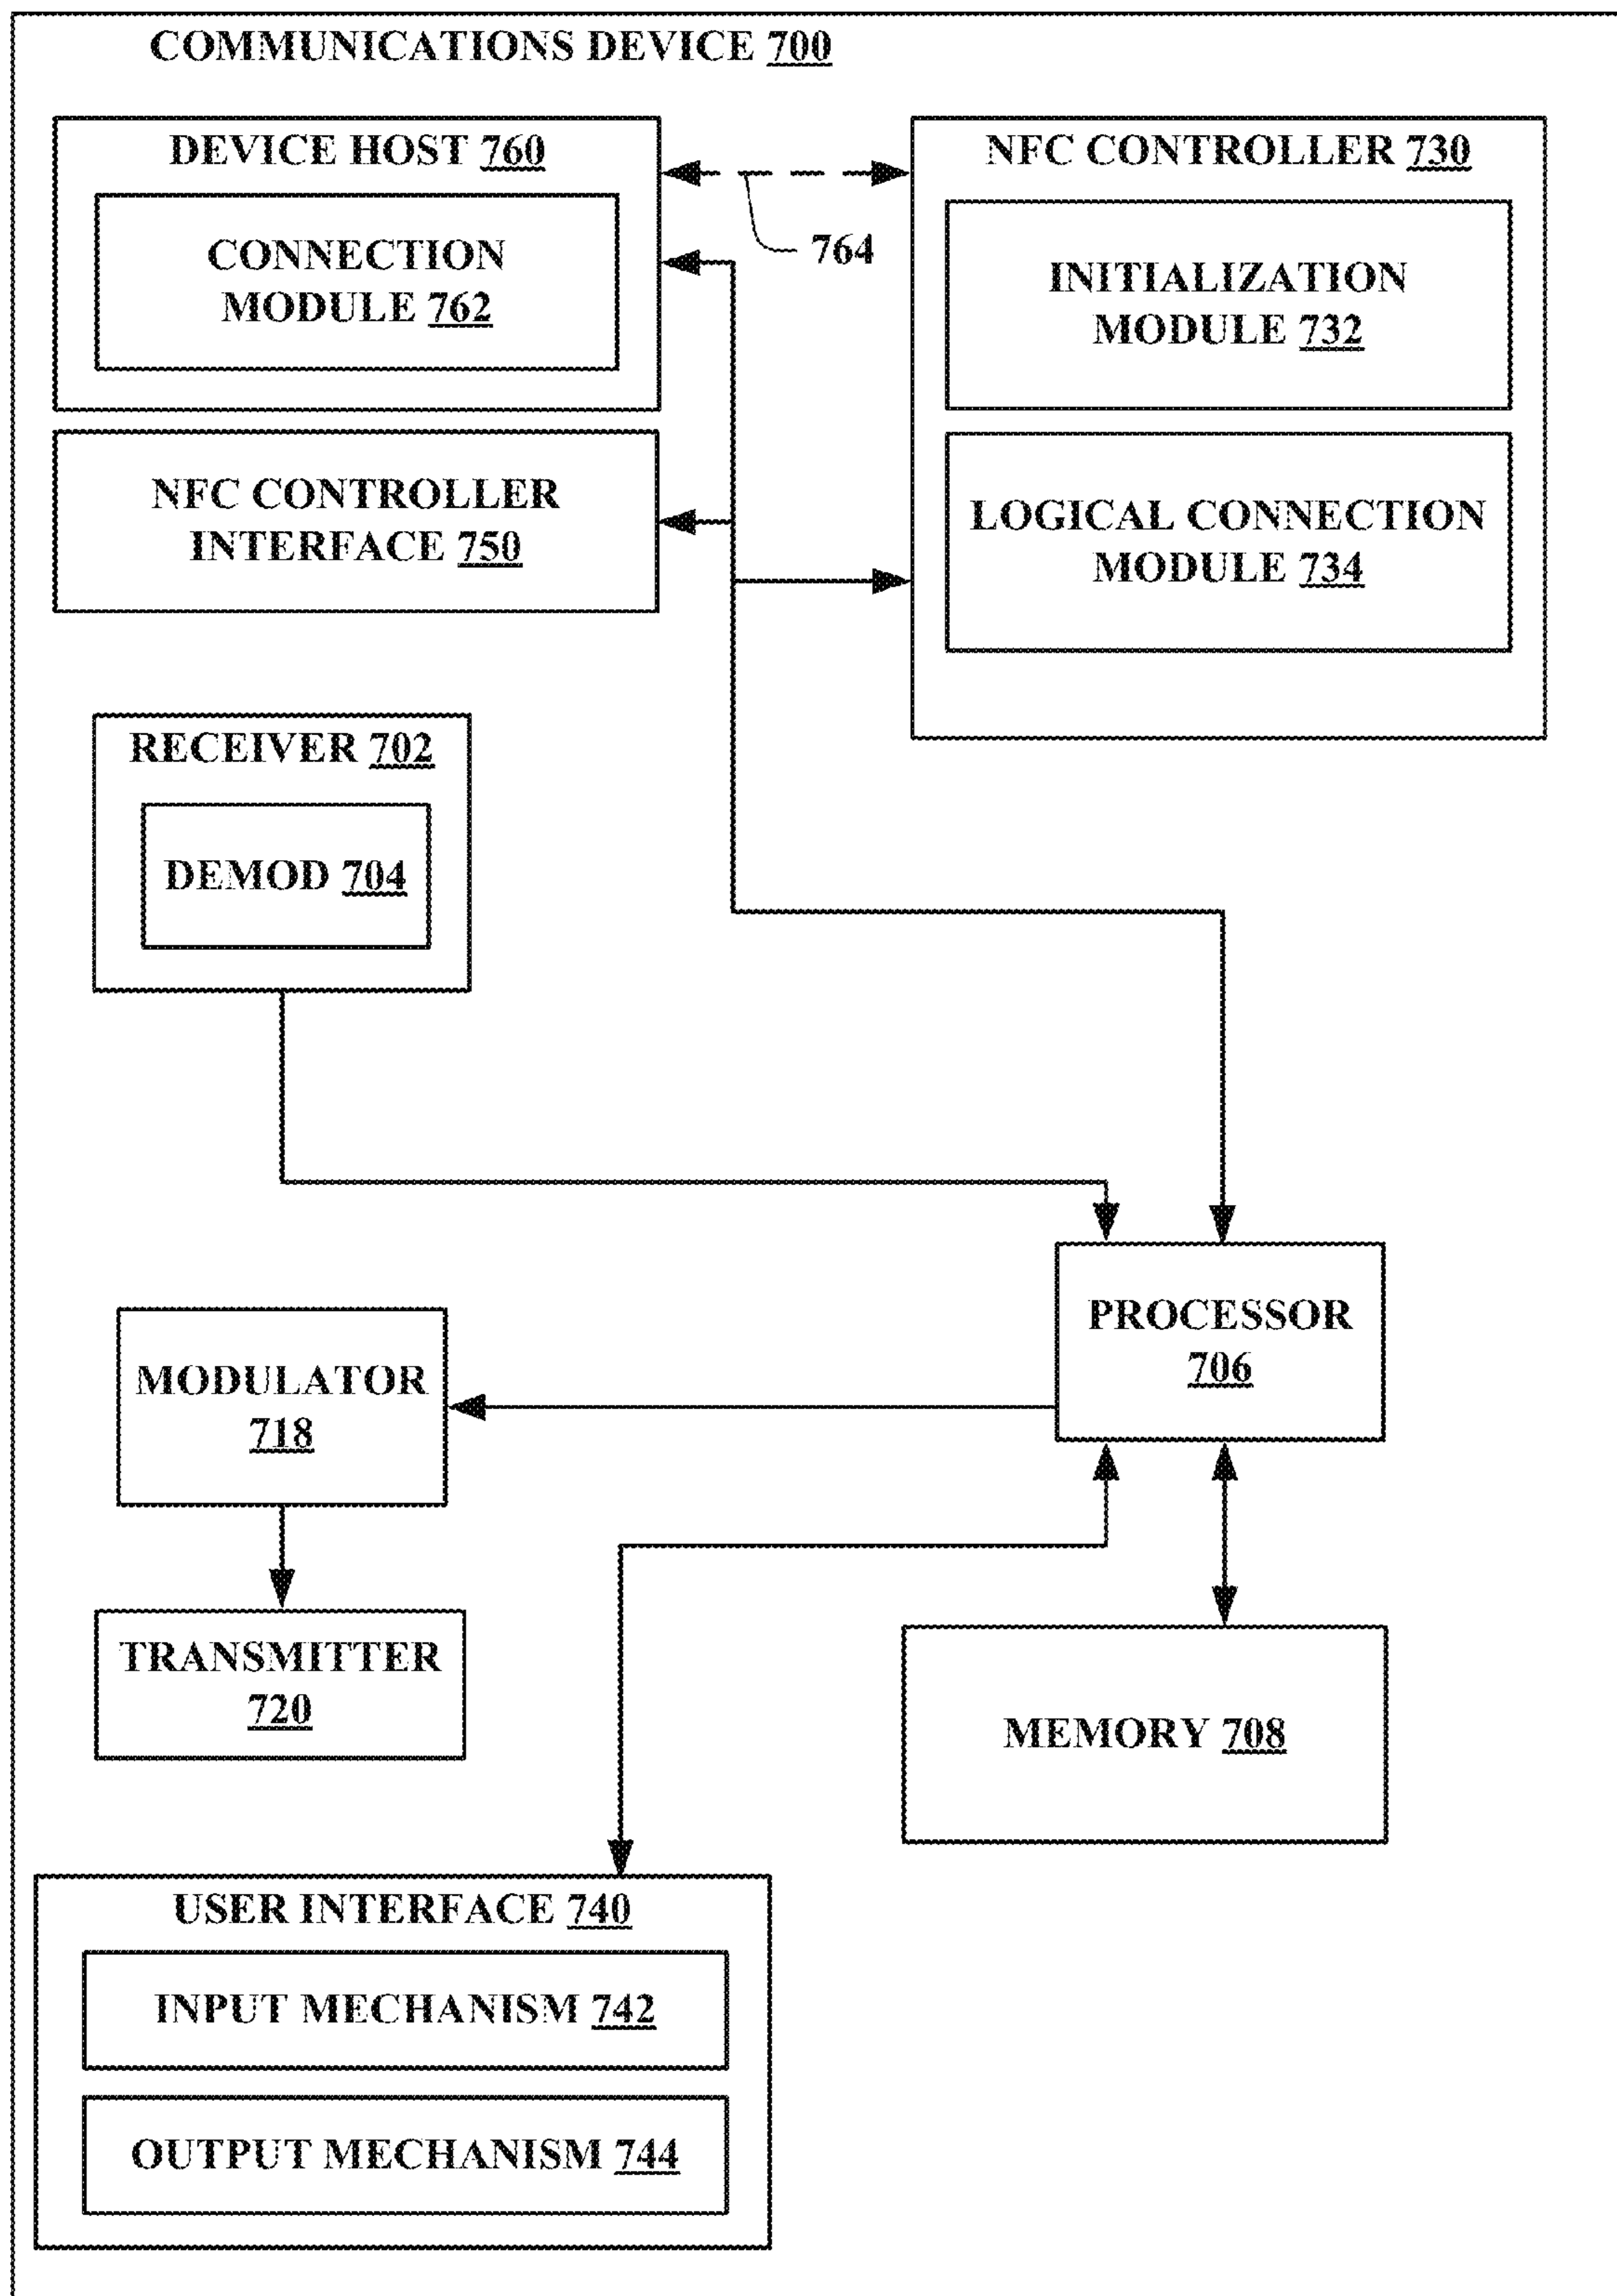 COMMUNICATIONS DEVICE 700
DEVICE HOST 760
CONNECTION
MODULE 762
764
NFC CONTROLLER 730
INITIALIZATION
MODULE 732
LOGICAL CONNECTION
MODULE 734
NFC CONTROLLER
INTERFACE 750
RECEIVER 702
DEMOD 704
PROCESSOR
706
MODULATOR
718
TRANSMITTER
720
MEMORY 708
USER INTERFACE 740
INPUT MECHANISM 742
OUTPUT MECHANISM 744